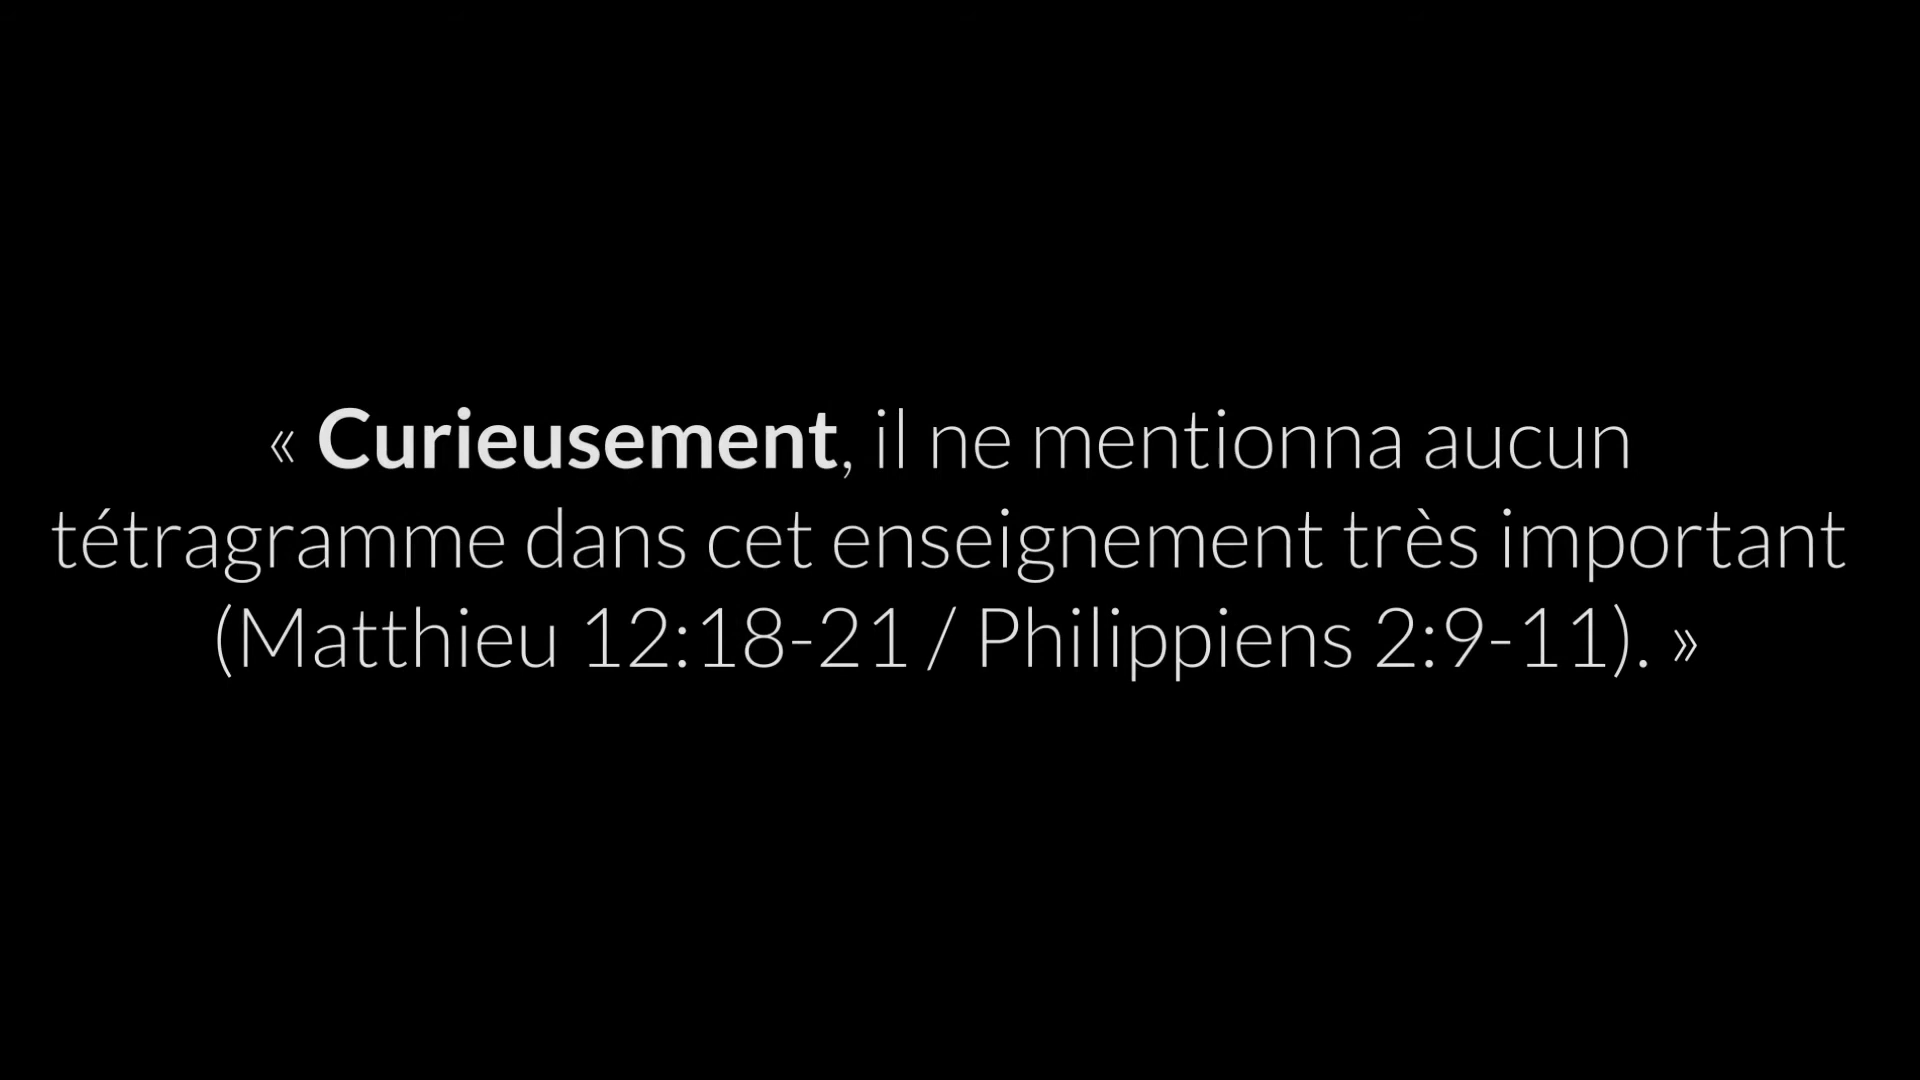 « Curieusement, il ne mentionna aucun
tétragramme dans cet enseignement très important
(Matthieu 12:18-21 / Philippiens 2:9-11). »